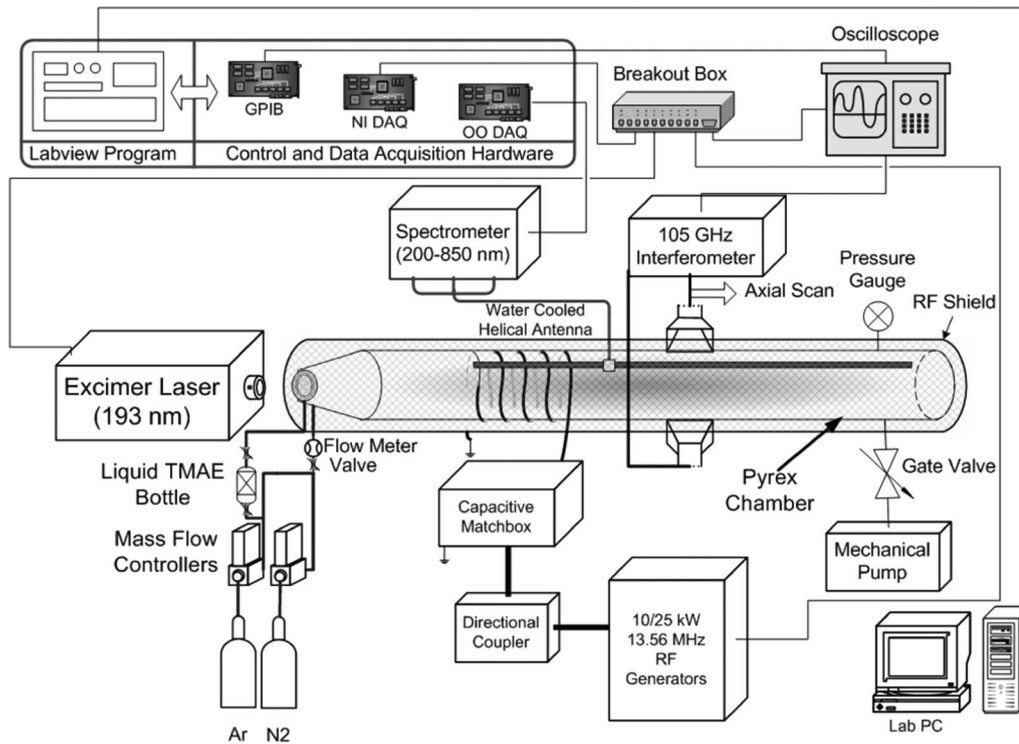 Oscilloscope
Breakout Box
GPIB
NI DAQ
OO DAQ
Labview Program
Control and Data Acquisition Hardware
Spectrometer
(200-850 nm)
105 GHz
Interferometer
Pressure
Gauge
Axial Scan
RF Shield
Water Cooled
Helical Antenna
Excimer Laser
(193 nm)
Flow Meter
Valve
Liquid TMAE
Bottle
Gate Valve
Pyrex
Chamber
Capacitive
Matchbox
Mass Flow
Controllers
Mechanical
Pump
Directional
Coupler
10/25 kW
13.56 MHz
RF
Generators
Ar
N2
Lab PC